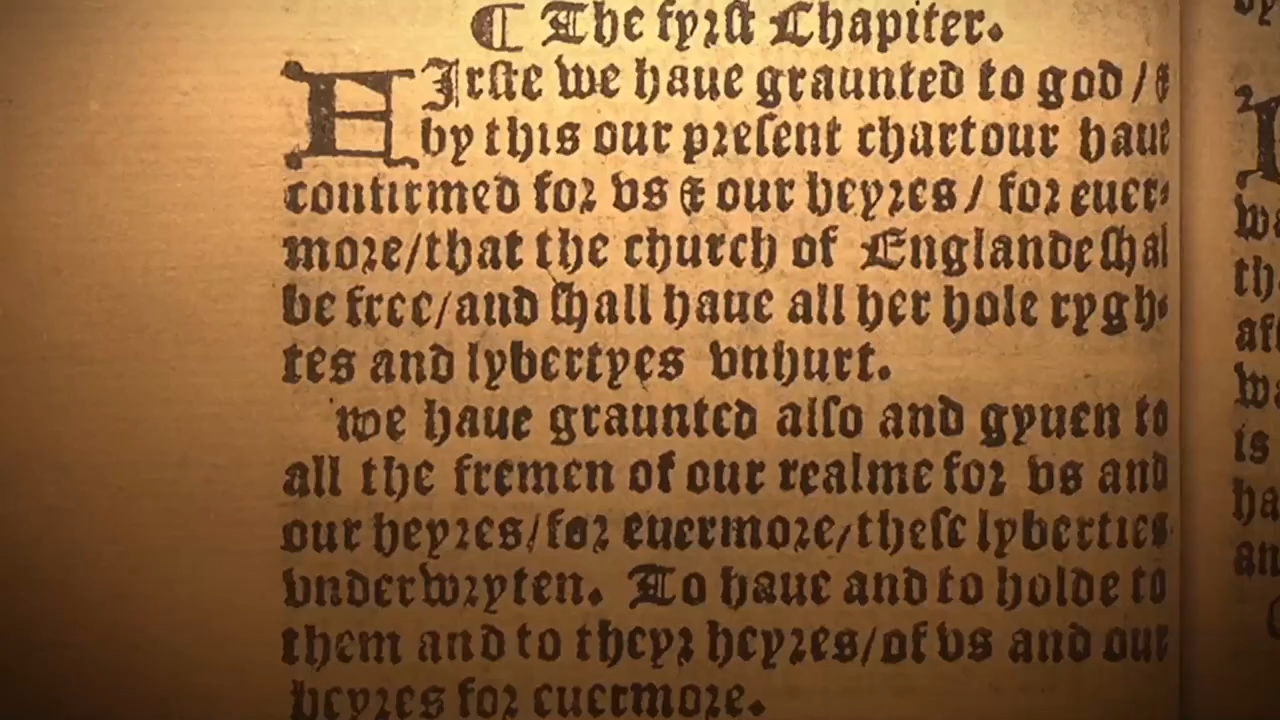 ¶ The fyrst Chapiter.
FIrste we haue graunted to god / &
by this our present chartour haue
confirmed for vs & our heyres / for euer-
more/that the church of Englande shal
be free/and shall haue all her hole rygh-
tes and lybertyes vnhurt.
we haue graunted also and gyuen to
all the fremen of our realme for vs and
our heyres/for euermore/these lyberties
vnderwryten. To haue and to holde to
them and to theyr heyres/of vs and our
heyres for euermore.